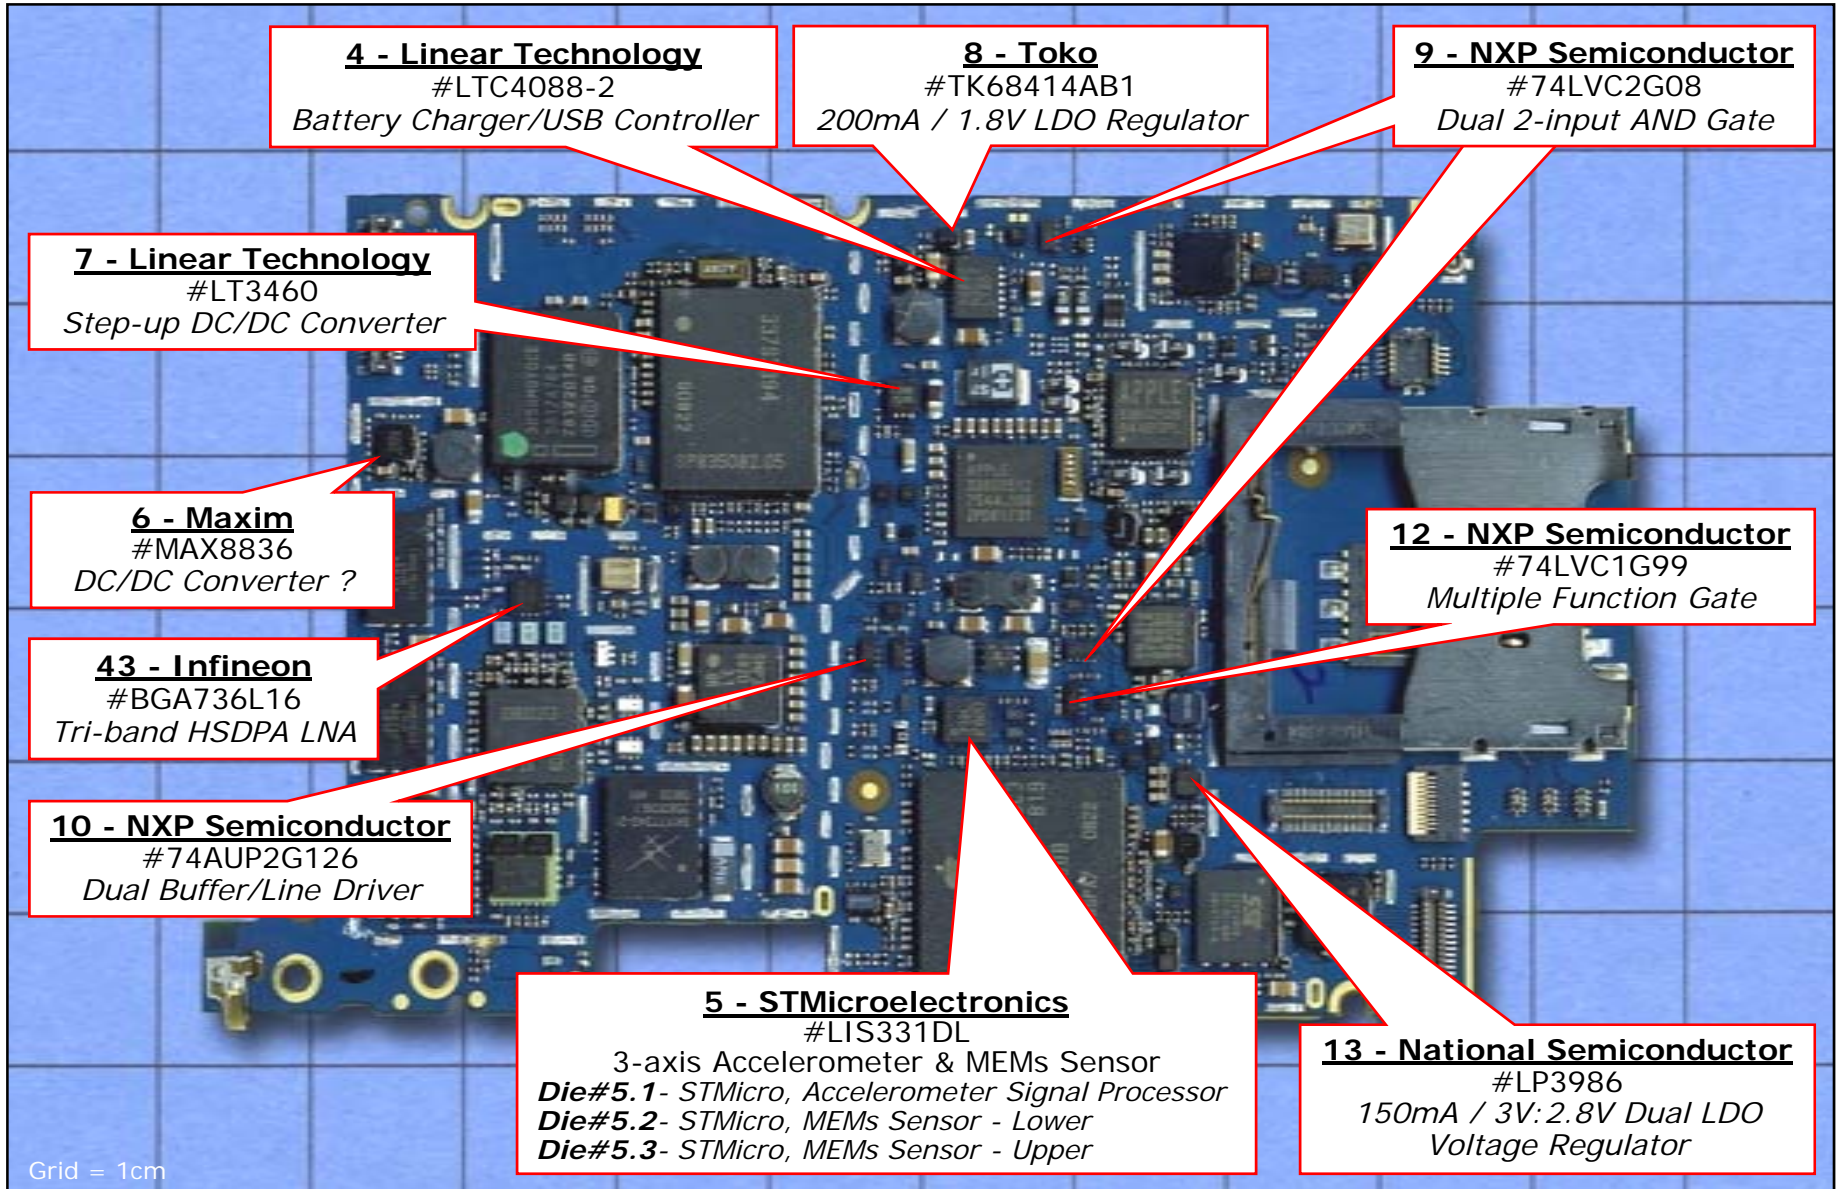 4 - Linear Technology
#LTC4088-2
Battery Charger/USB Controller
8 - Toko
#TK68414AB1
200mA / 1.8V LDO Regulator
9 - NXP Semiconductor
#74LVC2G08
Dual 2-input AND Gate
7 - Linear Technology
#LT3460
Step-up DC/DC Converter
6 - Maxim
#MAX8836
DC/DC Converter ?
12 - NXP Semiconductor
#74LVC1G99
Multiple Function Gate
43 - Infineon
#BGA736L16
Tri-band HSDPA LNA
10 - NXP Semiconductor
#74AUP2G126
Dual Buffer/Line Driver
5 - STMicroelectronics
#LIS331DL
3-axis Accelerometer & MEMs Sensor
Die#5.1- STMicro, Accelerometer Signal Processor
Die#5.2- STMicro, MEMs Sensor - Lower
Die#5.3- STMicro, MEMs Sensor - Upper
13 - National Semiconductor
#LP3986
150mA / 3V:2.8V Dual LDO
Voltage Regulator
Grid = 1cm
APPLE